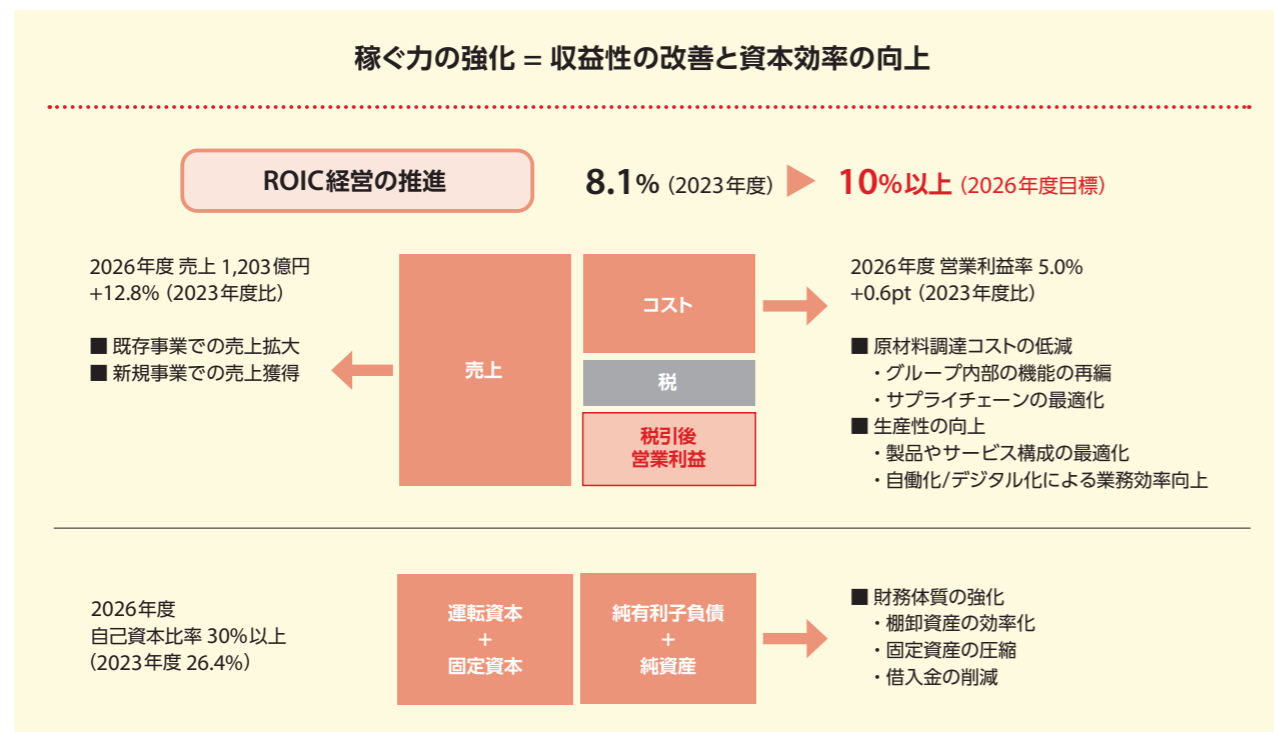 稼ぐ力の強化 = 収益性の改善と資本効率の向上
ROIC経営の推進
8.1% (2023年度) ▶ 10%以上 (2026年度目標)
2026年度 売上 1,203億円
+12.8% (2023年度比)
■ 既存事業での売上拡大
■ 新規事業での売上獲得
売上
コスト
税
税引後
営業利益
2026年度 営業利益率 5.0%
+0.6pt (2023年度比)
■ 原材料調達コストの低減
・グループ内部の機能の再編
・サプライチェーンの最適化
■ 生産性の向上
・製品やサービス構成の最適化
・自働化/デジタル化による業務効率向上
2026年度
自己資本比率 30%以上
(2023年度 26.4%)
運転資本
+
固定資本
純有利子負債
+
純資産
■ 財務体質の強化
・棚卸資産の効率化
・固定資産の圧縮
・借入金の削減